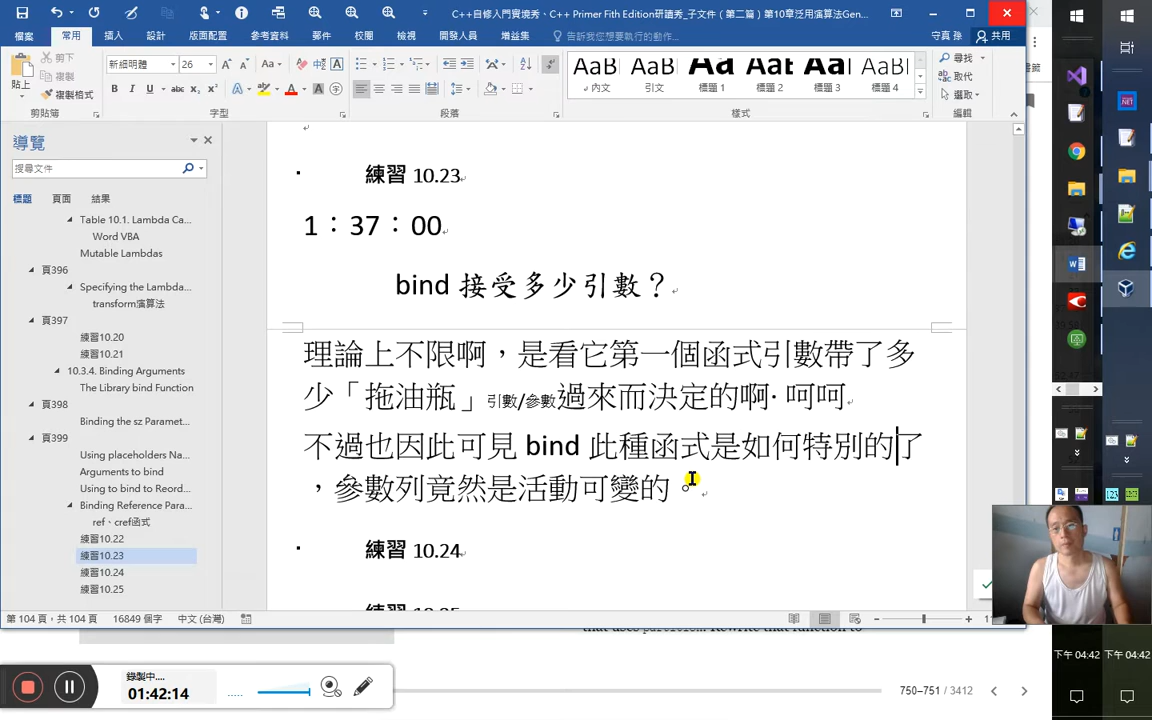 C++自修入門實境秀、C++ Primer Fith Edition研讀秀_子文件（第二篇）第10章泛用演算法Gen...
檔案 常用 插入 設計 版面配置 參考資料 郵件 校閱 檢視 開發人員 增益集 告訴我您想要執行的動作... 守真 孫 共用
貼上 剪下 複製 複製格式
新細明體 26
AaB AaB Aa AaE Aal AaB(
內文 引文 標題 1 標題 2 標題 3 標題 4
尋找 取代 選取
剪貼簿 字型 段落 樣式 編輯
導覽
搜尋文件
標題 頁面 結果
Table 10.1. Lambda Ca...
Word VBA
Mutable Lambdas
頁396
Specifying the Lambda...
transform演算法
頁397
練習10.20
練習10.21
10.3.4. Binding Arguments
The Library bind Function
頁398
Binding the sz Paramet...
頁399
Using placeholders Na...
Arguments to bind
Using to bind to Reord...
Binding Reference Para...
ref、cref函式
練習10.22
練習10.23
練習10.24
練習10.25
練習 10.23
1：37：00
bind 接受多少引數？
理論上不限啊，是看它第一個函式引數帶了多
少「拖油瓶」引數/參數過來而決定的啊· 呵呵
不過也因此可見 bind 此種函式是如何特別的了
，參數列竟然是活動可變的。
練習 10.24
第 104 頁，共 104 頁 16849 個字 中文 (台灣)
that uses partition. Rewrite that function to
錄製中...
01:42:14
750–751 / 3412
下午 04:42 下午 04:42